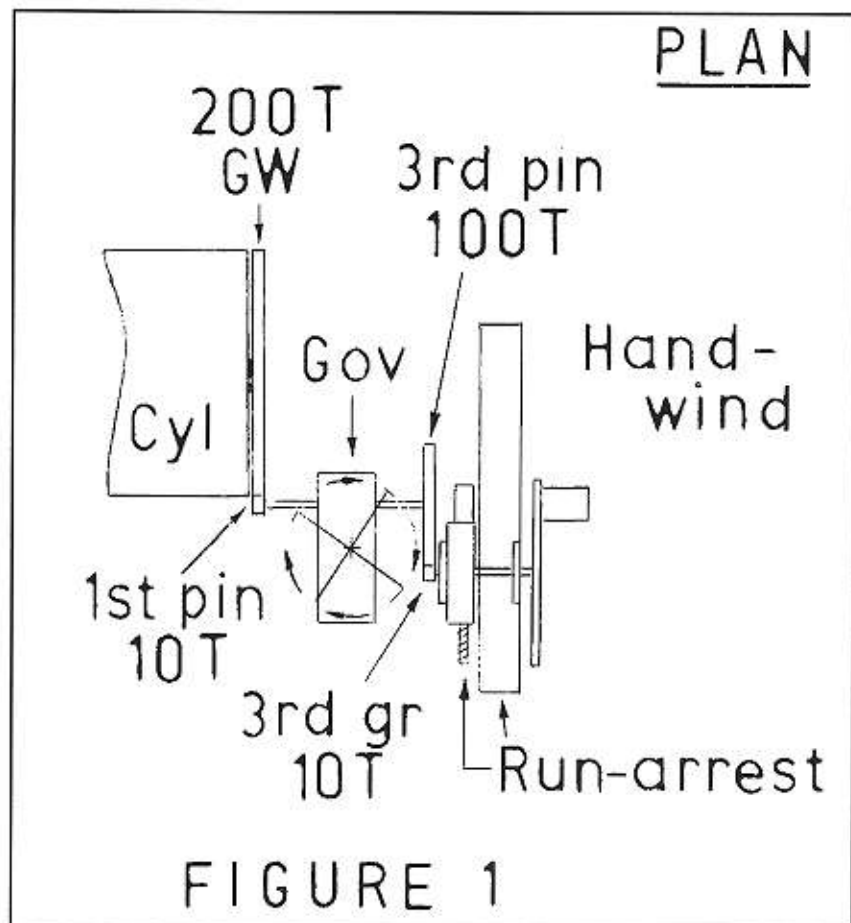 PLAN
200T
GW
3rd pin
100T
Gov
Hand-
wind
Cyl
1st pin
10T
3rd gr
10T
Run-arrest
FIGURE 1